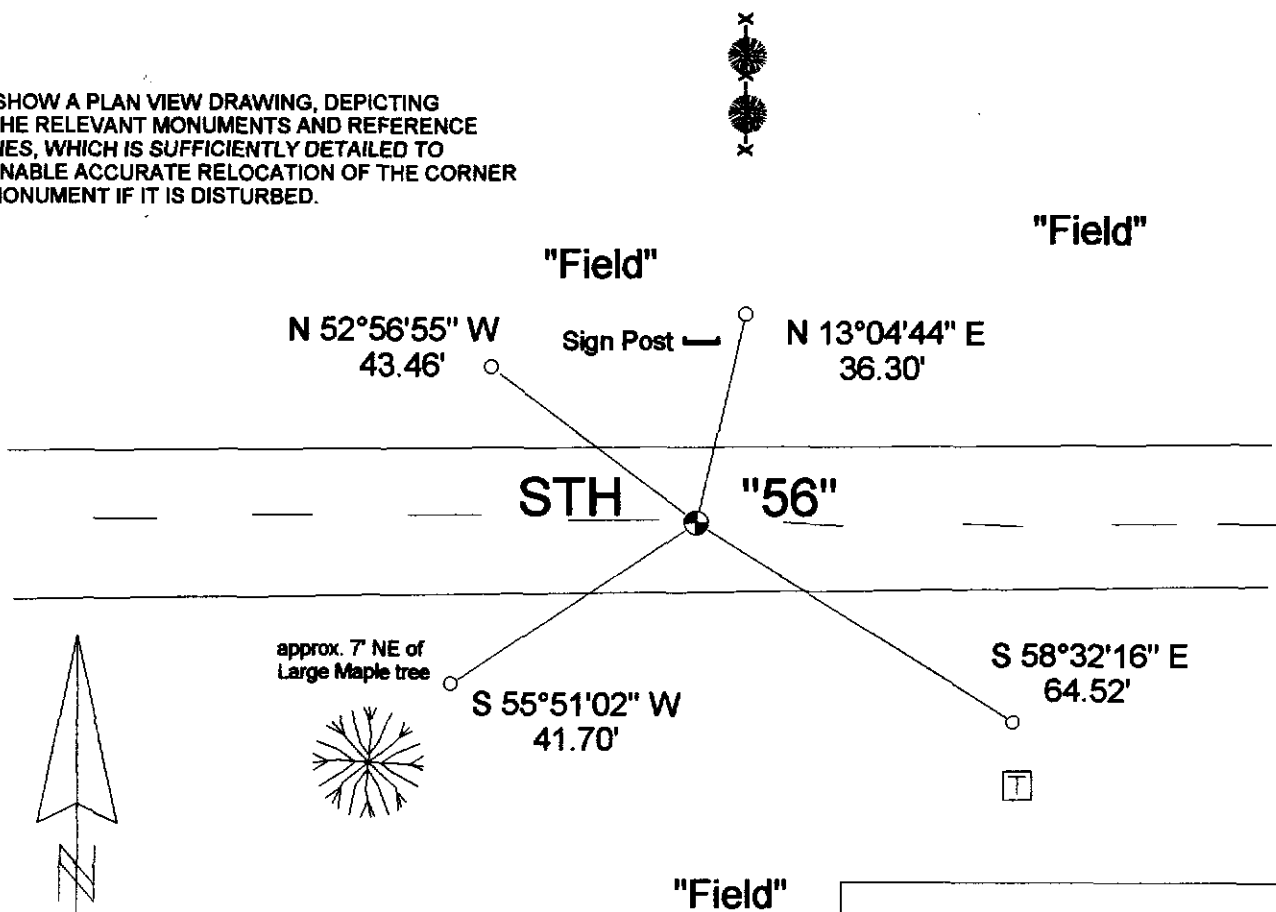 SHOW A PLAN VIEW DRAWING, DEPICTING
HE RELEVANT MONUMENTS AND REFERENCE
IES, WHICH IS SUFFICIENTLY DETAILED TO
NABLE ACCURATE RELOCATION OF THE CORNER
MONUMENT IF IT IS DISTURBED.
"Field"
"Field"
N 52°56'55" W
43.46'
Sign Post
N 13°04'44" E
36.30'
STH "56"
approx. 7' NE of
Large Maple tree
S 55°51'02" W
41.70'
S 58°32'16" E
64.52'
T
N
"Field"